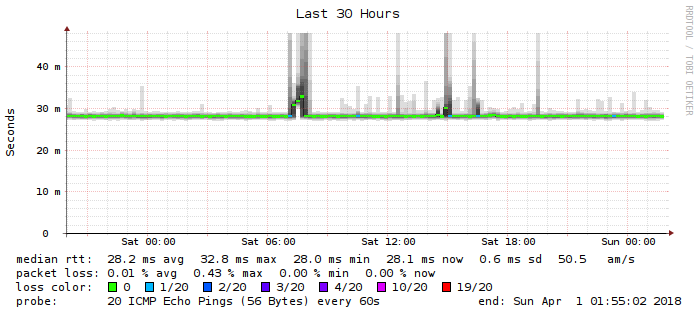 Last 30 Hours
RRDTOOL / TOBI OETIKER
Seconds
40 m
30 m
20 m
10 m
0
Sat 00:00 Sat 06:00 Sat 12:00 Sat 18:00 Sun 00:00
median rtt: 28.2 ms avg 32.8 ms max 28.0 ms min 28.1 ms now 0.6 ms sd 50.5 am/s
packet loss: 0.01 % avg 0.43 % max 0.00 % min 0.00 % now
loss color: 0 1/20 2/20 3/20 4/20 10/20 19/20
probe: 20 ICMP Echo Pings (56 Bytes) every 60s end: Sun Apr 1 01:55:02 2018